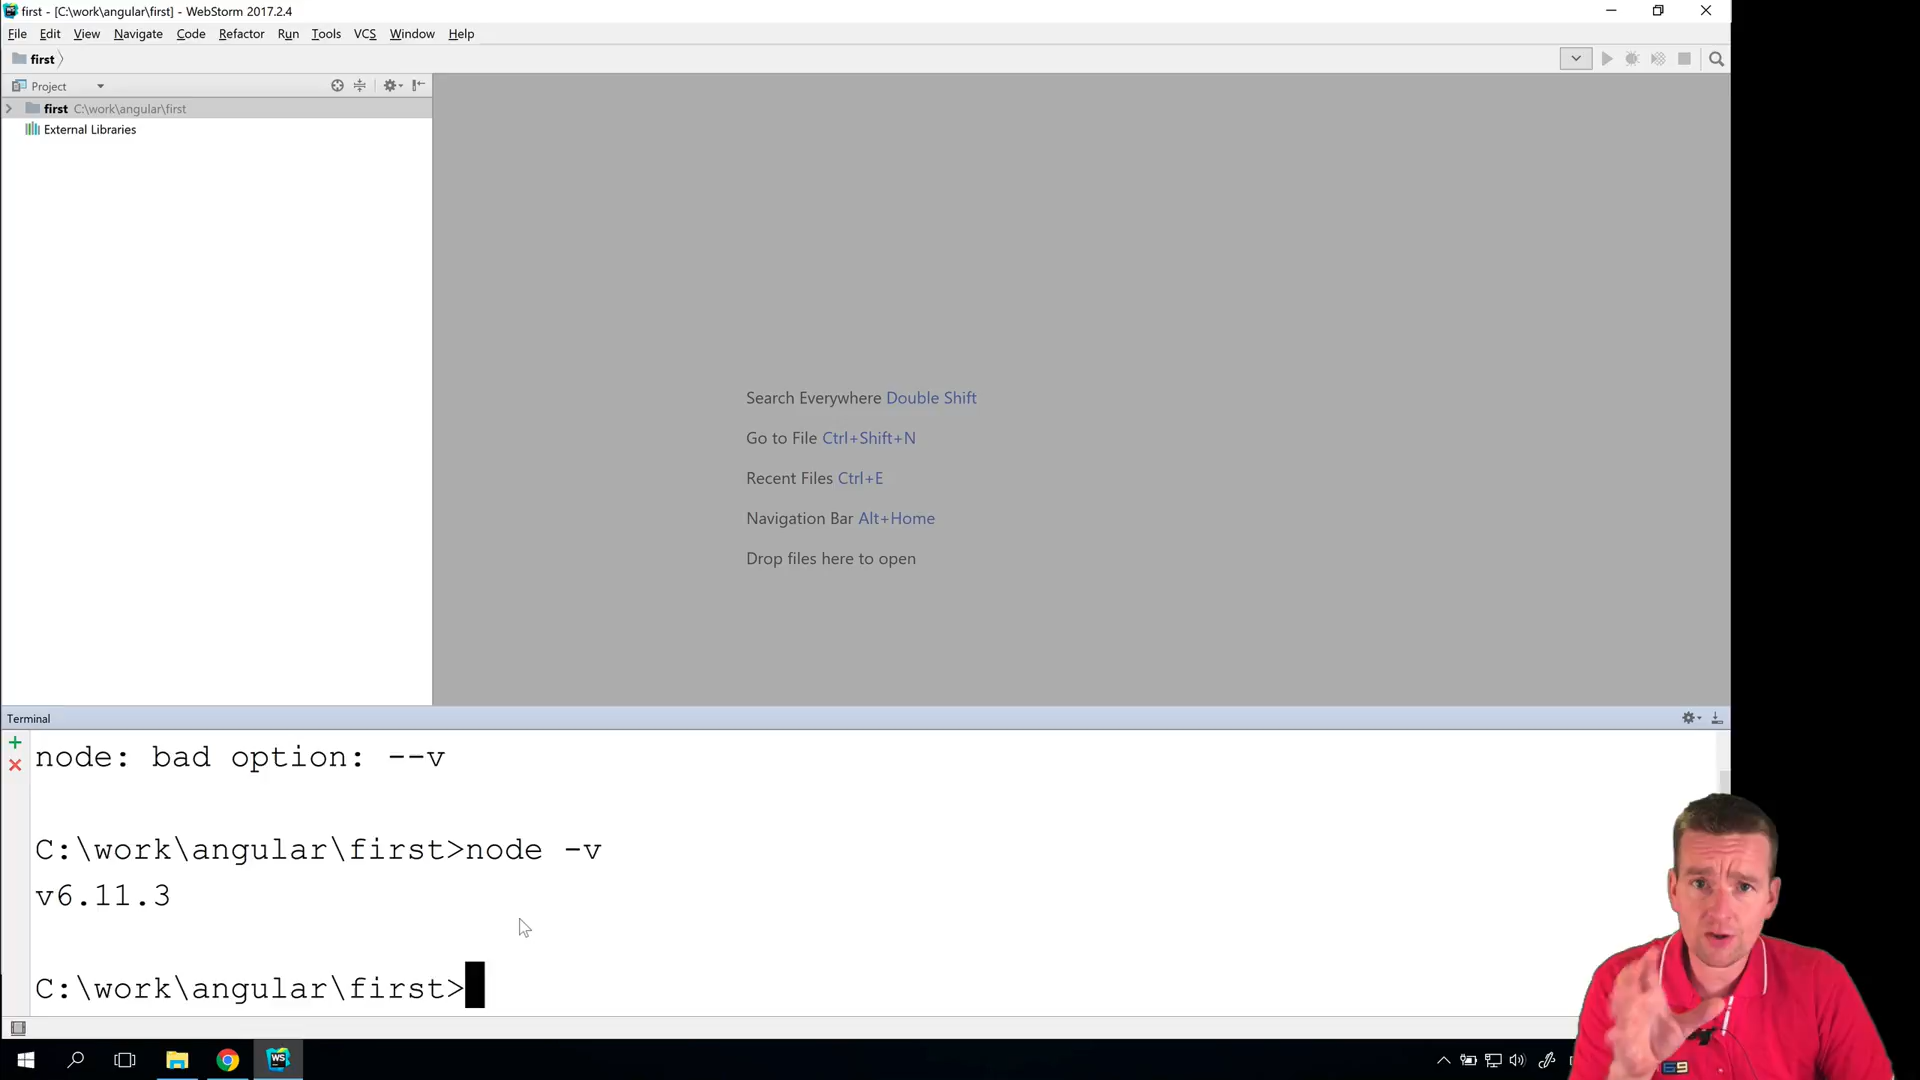 first - [C:\work\angular\first] - WebStorm 2017.2.4
File Edit View Navigate Code Refactor Run Tools VCS Window Help
first
Project
first C:\work\angular\first
External Libraries
Search Everywhere Double Shift
Go to File Ctrl+Shift+N
Recent Files Ctrl+E
Navigation Bar Alt+Home
Drop files here to open
Terminal
node: bad option: --v
C:\work\angular\first>node -v
v6.11.3
C:\work\angular\first>
WS
69